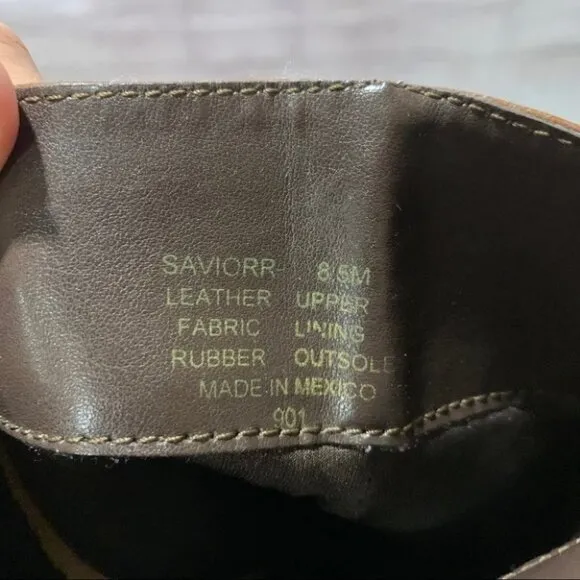 SAVIORR- 8.5M
LEATHER UPPER
FABRIC LINING
RUBBER OUTSOLE
MADE IN MEXICO
901